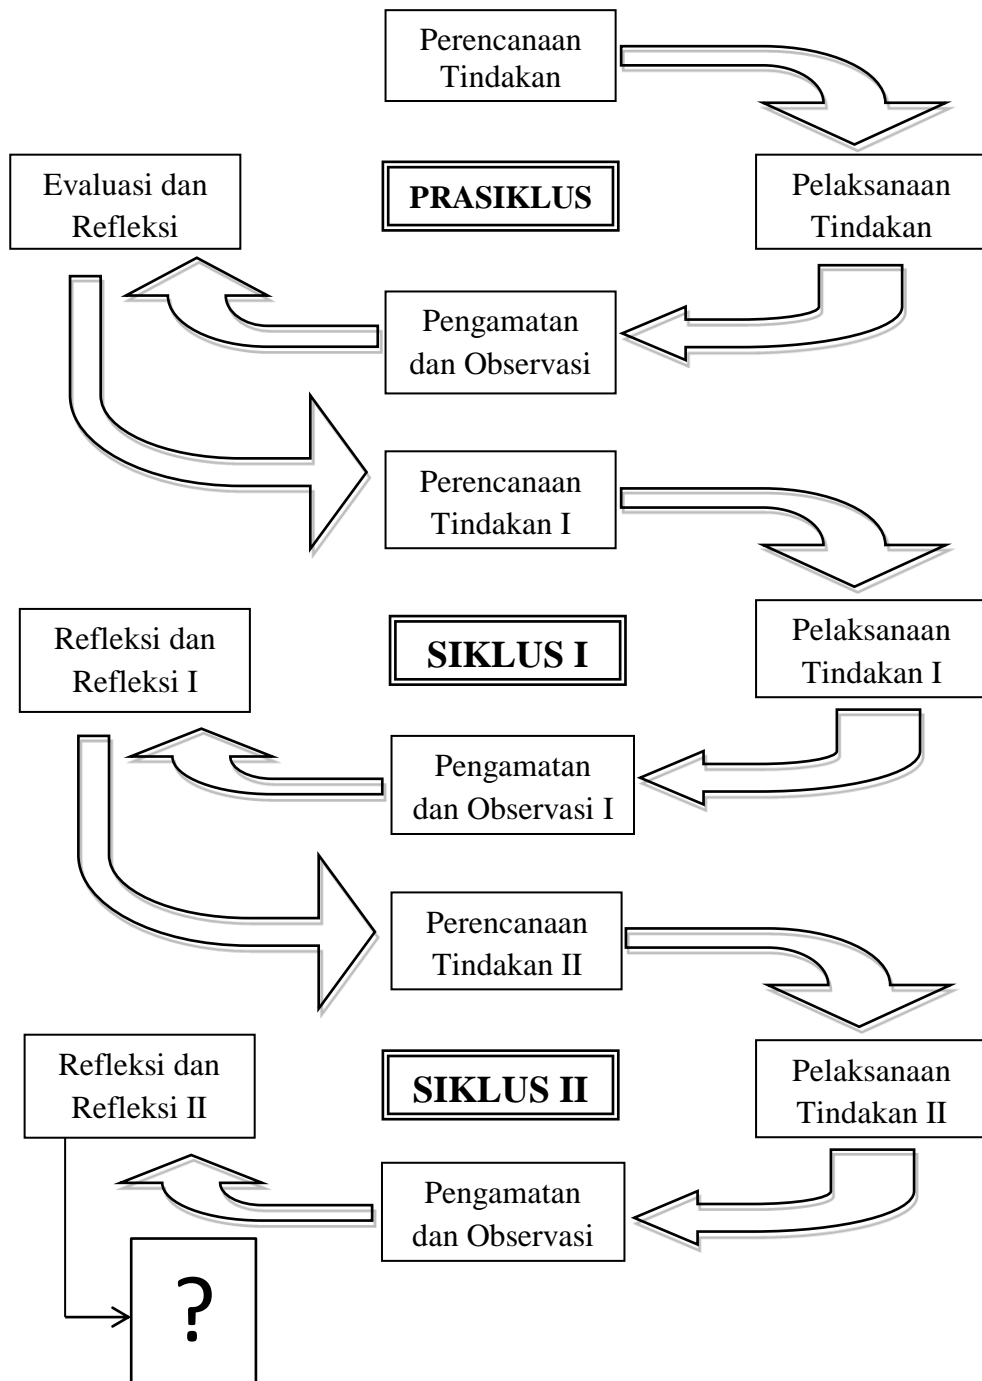 Perencanaan
Tindakan
Evaluasi dan
Refleksi
PRASIKLUS
Pelaksanaan
Tindakan
Pengamatan
dan Observasi
Perencanaan
Tindakan I
Refleksi dan
Refleksi I
SIKLUS I
Pelaksanaan
Tindakan I
Pengamatan
dan Observasi I
Perencanaan
Tindakan II
Refleksi dan
Refleksi II
SIKLUS II
Pelaksanaan
Tindakan II
Pengamatan
dan Observasi
?